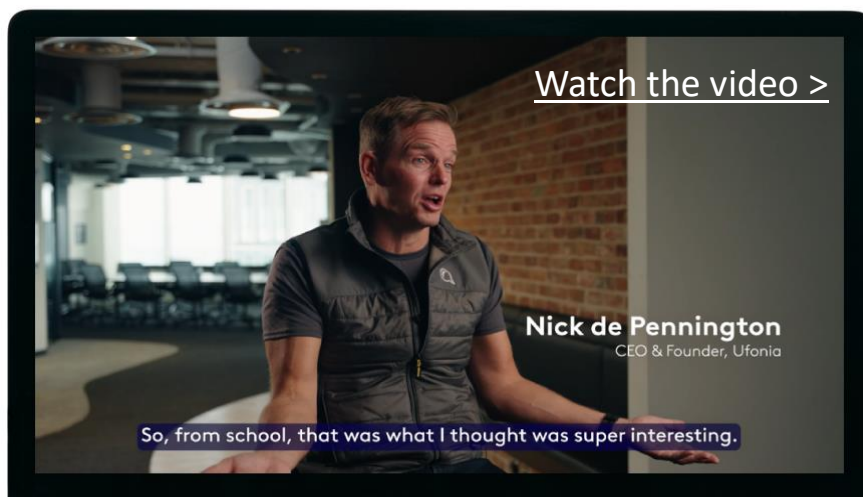 Watch the video >
Nick de Pennington
CEO & Founder, Ufonia
So, from school, that was what I thought was super interesting.